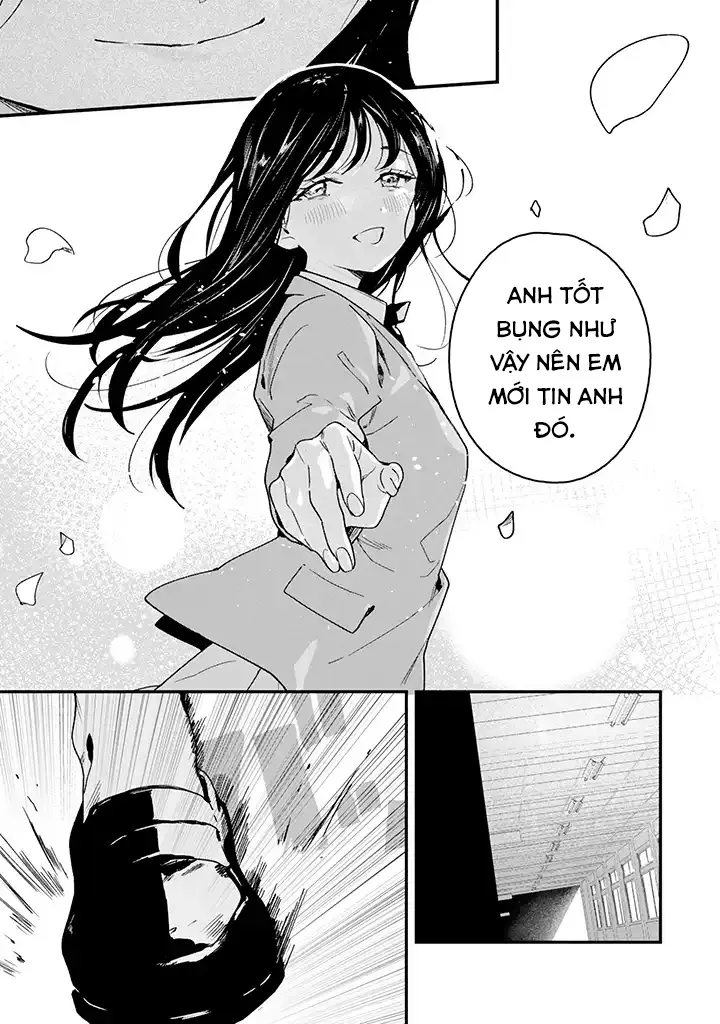 ANH TỐT
BỤNG NHƯ
VẬY NÊN EM
MỚI TIN ANH
ĐÓ.